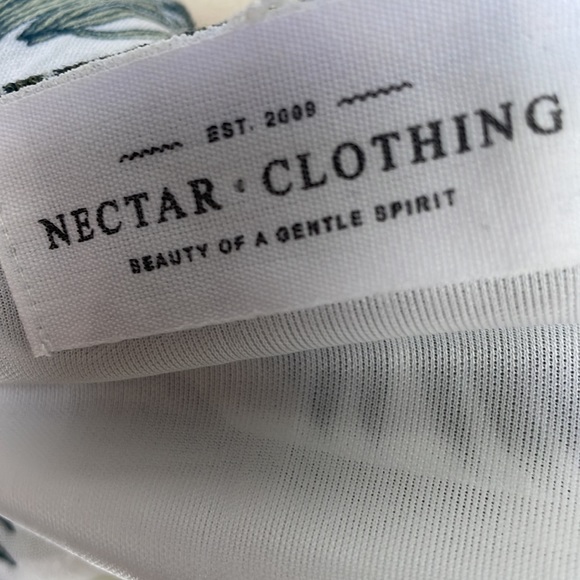 EST. 2009
NECTAR · CLOTHING
BEAUTY OF A GENTLE SPIRIT